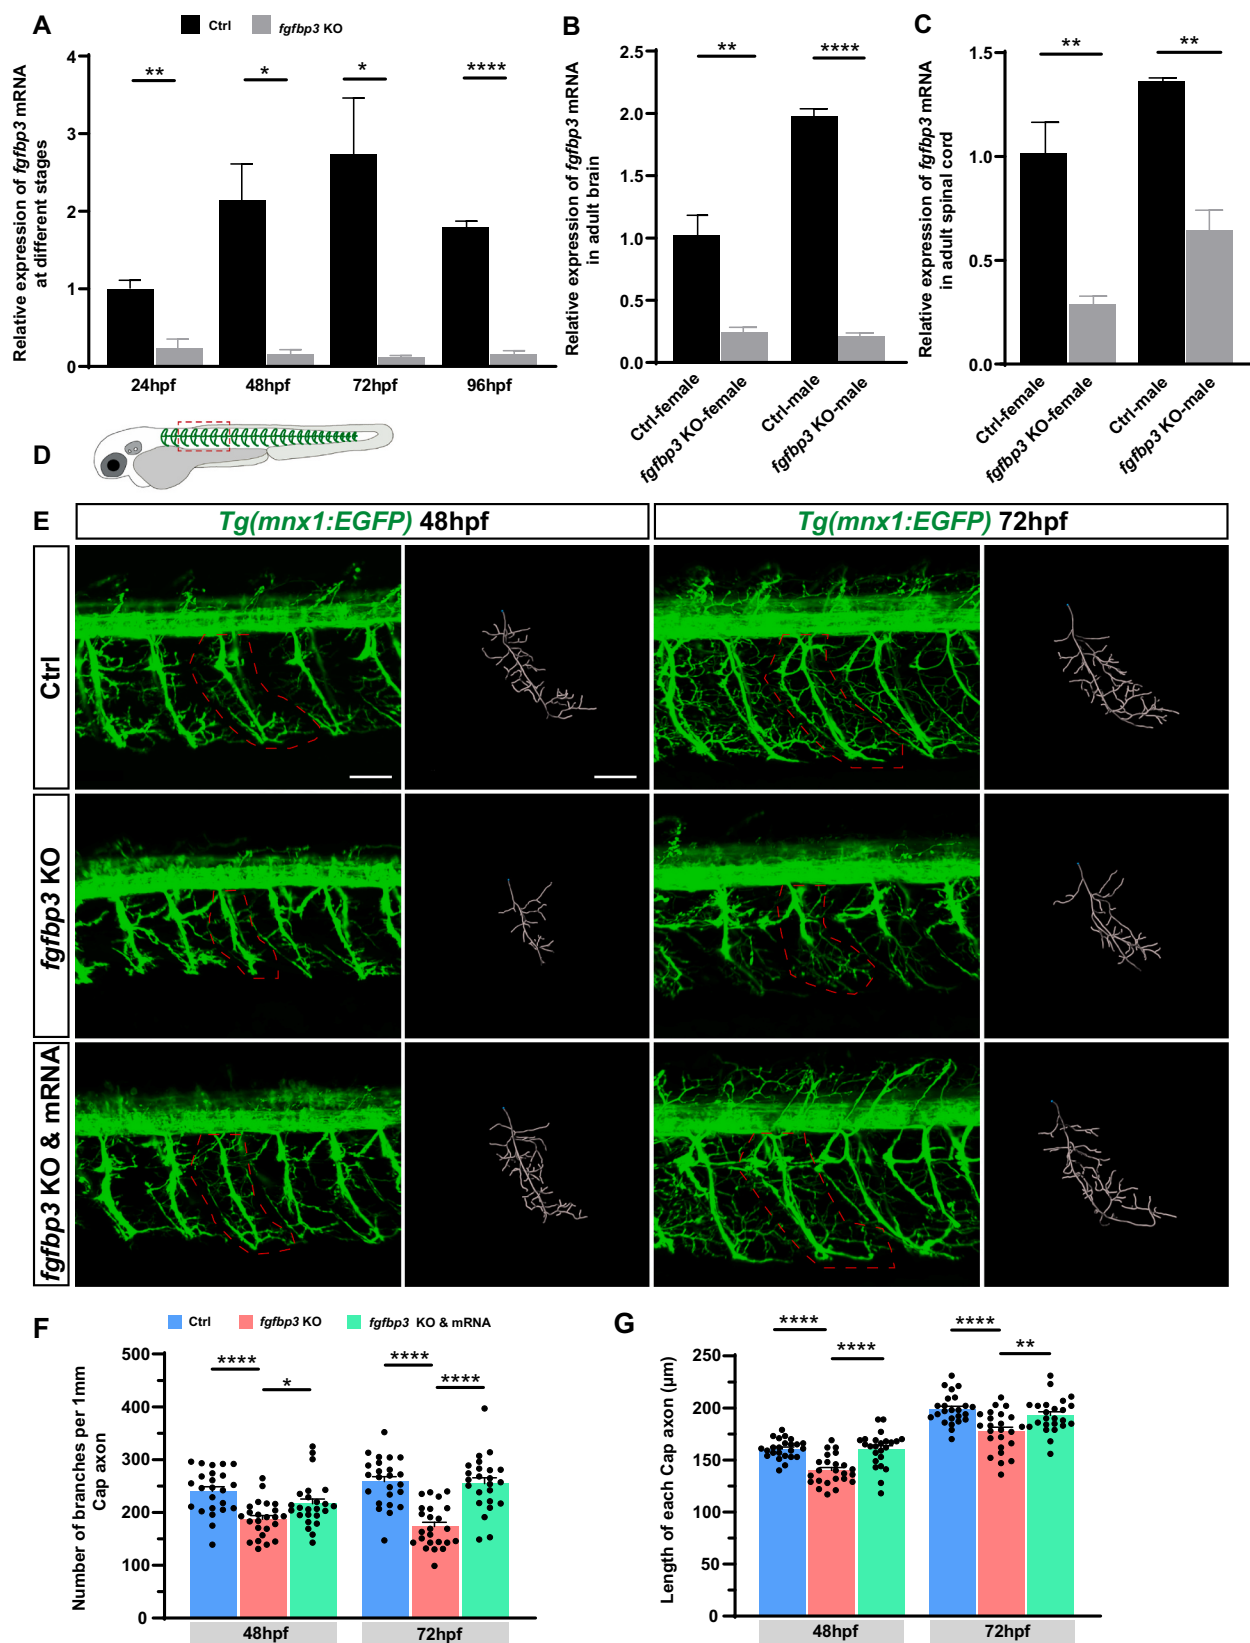 A
Ctrl
fgfbp3 KO
Relative expression of fgfbp3 mRNA
at different stages
4
3
2
1
0
**
*
*
****
24hpf
48hpf
72hpf
96hpf
B
Relative expression of fgfbp3 mRNA
in adult brain
2.5
2.0
1.5
1.0
0.5
0.0
**
****
Ctrl-female
fgfbp3 KO-female
Ctrl-male
fgfbp3 KO-male
C
Relative expression of fgfbp3 mRNA
in adult spinal cord
1.5
1.0
0.5
0.0
**
**
Ctrl-female
fgfbp3 KO-female
Ctrl-male
fgfbp3 KO-male
D
E
Tg(mnx1:EGFP) 48hpf
Tg(mnx1:EGFP) 72hpf
Ctrl
fgfbp3 KO
fgfbp3 KO & mRNA
F
Ctrl
fgfbp3 KO
fgfbp3 KO & mRNA
Number of branches per 1mm
Cap axon
500
400
300
200
100
0
****
*
****
****
48hpf
72hpf
G
Length of each Cap axon (μm)
250
200
150
100
50
0
****
****
****
**
48hpf
72hpf